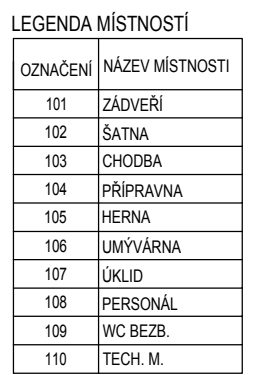 LEGENDA MÍSTNOSTÍ
OZNAČENÍ NÁZEV MÍSTNOSTI
101 ZÁDVEŘÍ
102 ŠATNA
103 CHODBA
104 PŘÍPRAVNA
105 HERNA
106 UMÝVÁRNA
107 ÚKLID
108 PERSONÁL
109 WC BEZB.
110 TECH. M.